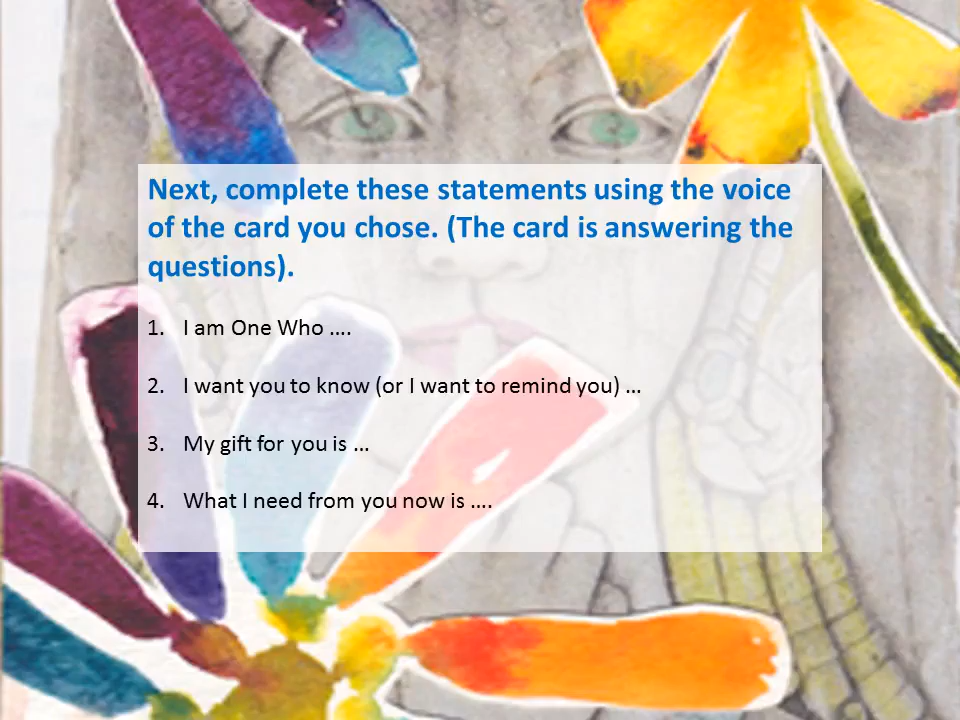 Next, complete these statements using the voice
of the card you chose. (The card is answering the
questions).
1. I am One Who ....
2. I want you to know (or I want to remind you) ...
3. My gift for you is ...
4. What I need from you now is ....